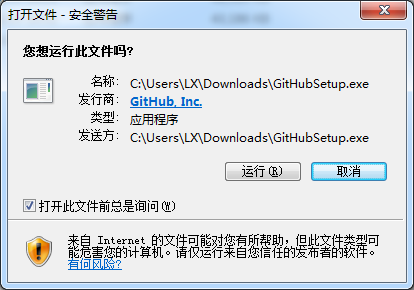 打开文件 - 安全警告
您想运行此文件吗?
名称: C:\Users\LX\Downloads\GitHubSetup.exe
发行商: GitHub, Inc.
类型: 应用程序
发送方: C:\Users\LX\Downloads\GitHubSetup.exe
运行(R) 取消
打开此文件前总是询问(W)
来自 Internet 的文件可能对您有所帮助，但此文件类型可
能危害您的计算机。请仅运行来自您信任的发布者的软件。
有何风险?